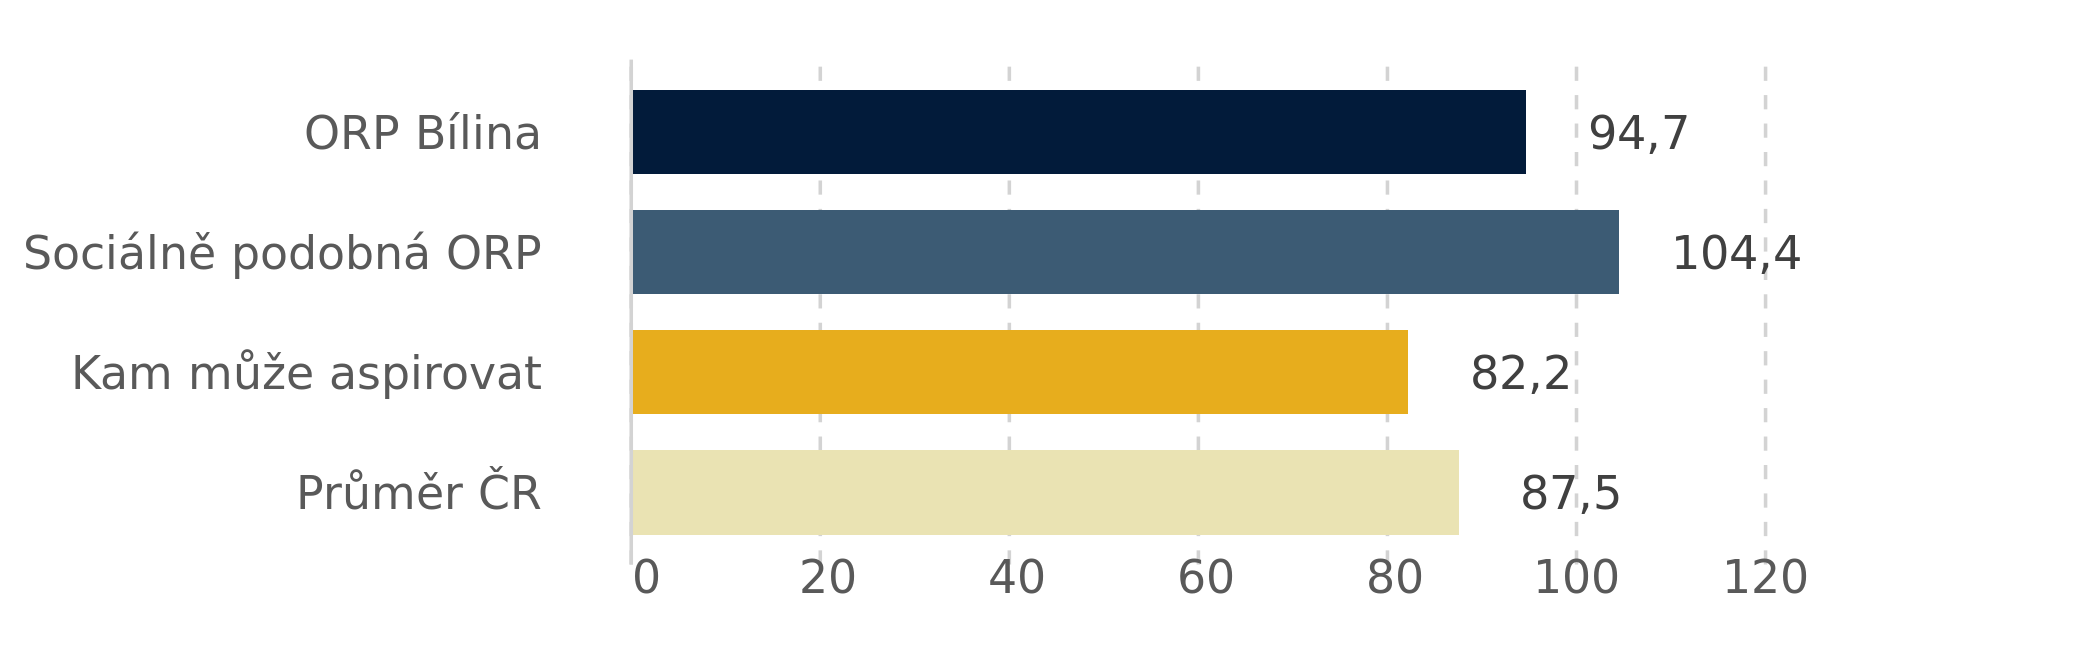 ORP Bílina 94,7
Sociálně podobná ORP 104,4
Kam může aspirovat 82,2
Průměr ČR 87,5
0 20 40 60 80 100 120